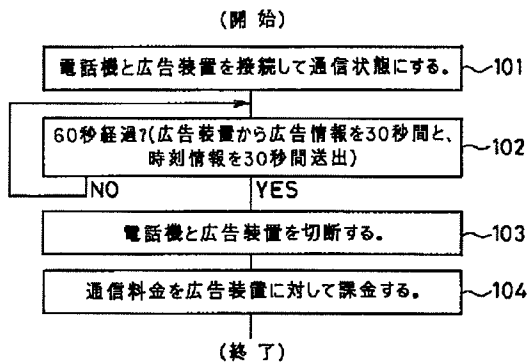 (開始)
電話機と広告装置を接続して通信状態にする。 101
60秒経過?(広告装置から広告情報を30秒間と、
時刻情報を30秒間送出) 102
NO YES
電話機と広告装置を切断する。 103
通信料金を広告装置に対して課金する。 104
(終了)